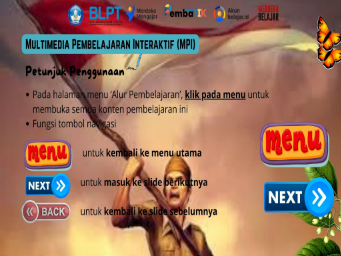 BLPT
Merdeka Mengajar
Pemba TIK
Akun belajar.id
MERDEKA BELAJAR
MULTIMEDIA PEMBELAJARAN INTERAKTIF (MPI)
Petunjuk Penggunaan
• Pada halaman menu 'Alur Pembelajaran', klik pada menu untuk
membuka semua konten pembelajaran ini
• Fungsi tombol navigasi
menu untuk kembali ke menu utama
menu
NEXT untuk masuk ke slide berikutnya
NEXT
BACK untuk kembali ke slide sebelumnya